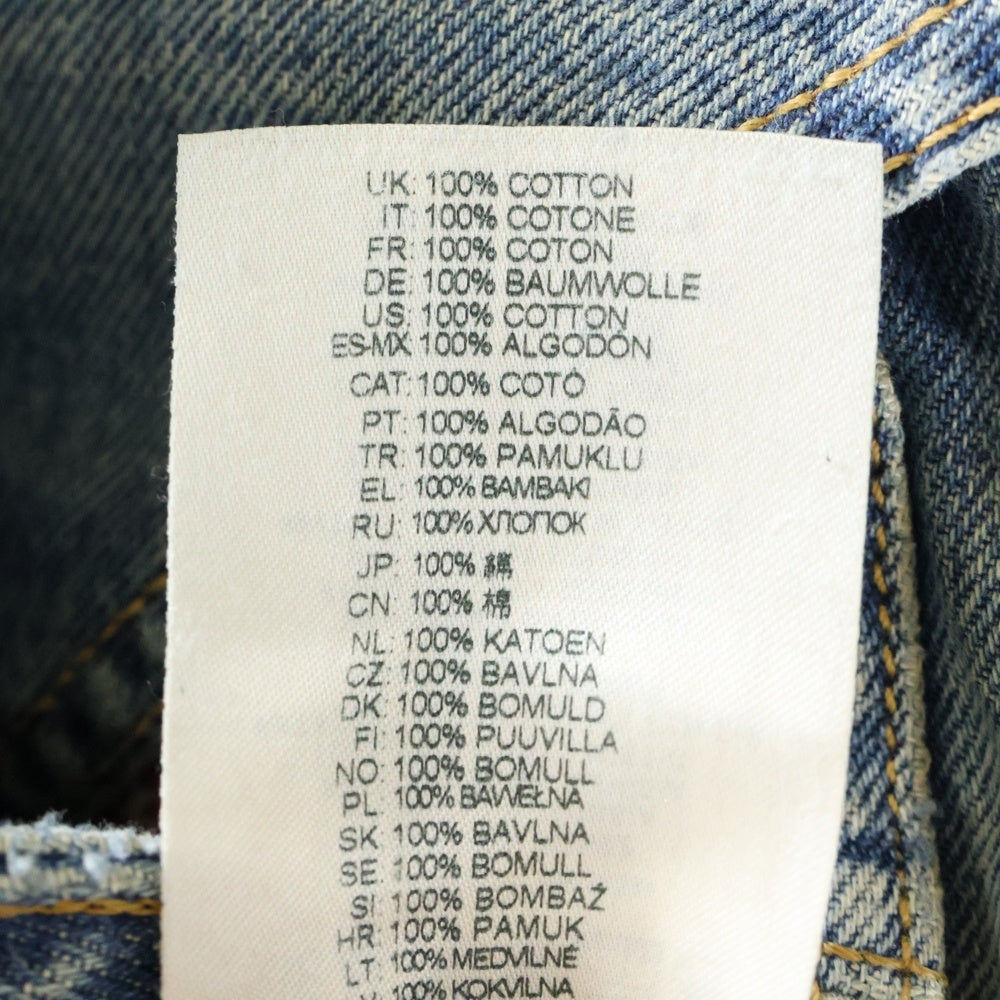 UK: 100% COTTON
IT: 100% COTONE
FR: 100% COTON
DE: 100% BAUMWOLLE
US: 100% COTTON
ES-MX 100% ALGODÓN
CAT: 100% COTÓ
PT: 100% ALGODÃO
TR: 100% PAMUKLU
EL: 100% ΒΑΜΒΑΚΙ
RU: 100% ХЛОПОК
JP: 100% 綿
CN: 100% 棉
NL: 100% KATOEN
CZ: 100% BAVLNA
DK: 100% BOMULD
FI: 100% PUUVILLA
NO: 100% BOMULL
PL: 100% BAWEŁNA
SK 100% BAVLNA
SE: 100% BOMULL
SI: 100% BOMBAŽ
HR: 100% PAMUK
LT: 100% MEDVILNĖ
100% KOKVILNA